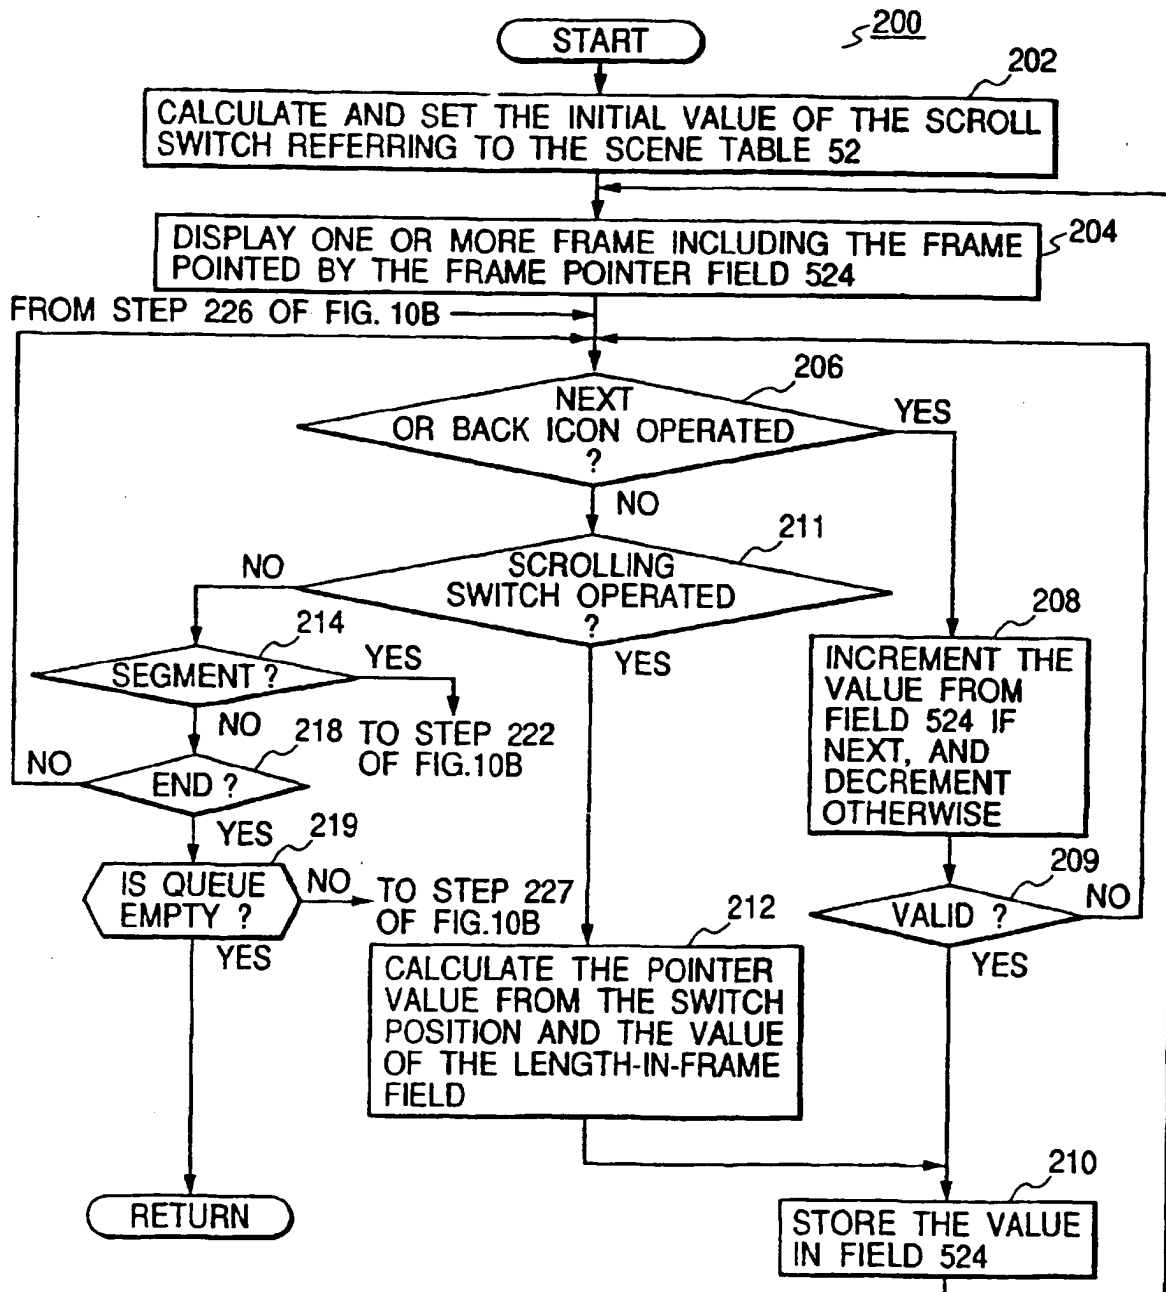 200
START
202
CALCULATE AND SET THE INITIAL VALUE OF THE SCROLL
SWITCH REFERRING TO THE SCENE TABLE 52
204
DISPLAY ONE OR MORE FRAME INCLUDING THE FRAME
POINTED BY THE FRAME POINTER FIELD 524
FROM STEP 226 OF FIG. 10B
206
NEXT
OR BACK ICON OPERATED
?
YES
NO
211
SCROLLING
SWITCH OPERATED
?
NO
YES
214
SEGMENT ?
YES
NO
TO STEP 222
OF FIG.10B
218
END ?
NO
YES
219
IS QUEUE
EMPTY ?
NO
TO STEP 227
OF FIG.10B
YES
RETURN
212
CALCULATE THE POINTER
VALUE FROM THE SWITCH
POSITION AND THE VALUE
OF THE LENGTH-IN-FRAME
FIELD
208
INCREMENT THE
VALUE FROM
FIELD 524 IF
NEXT, AND
DECREMENT
OTHERWISE
209
VALID ?
NO
YES
210
STORE THE VALUE
IN FIELD 524